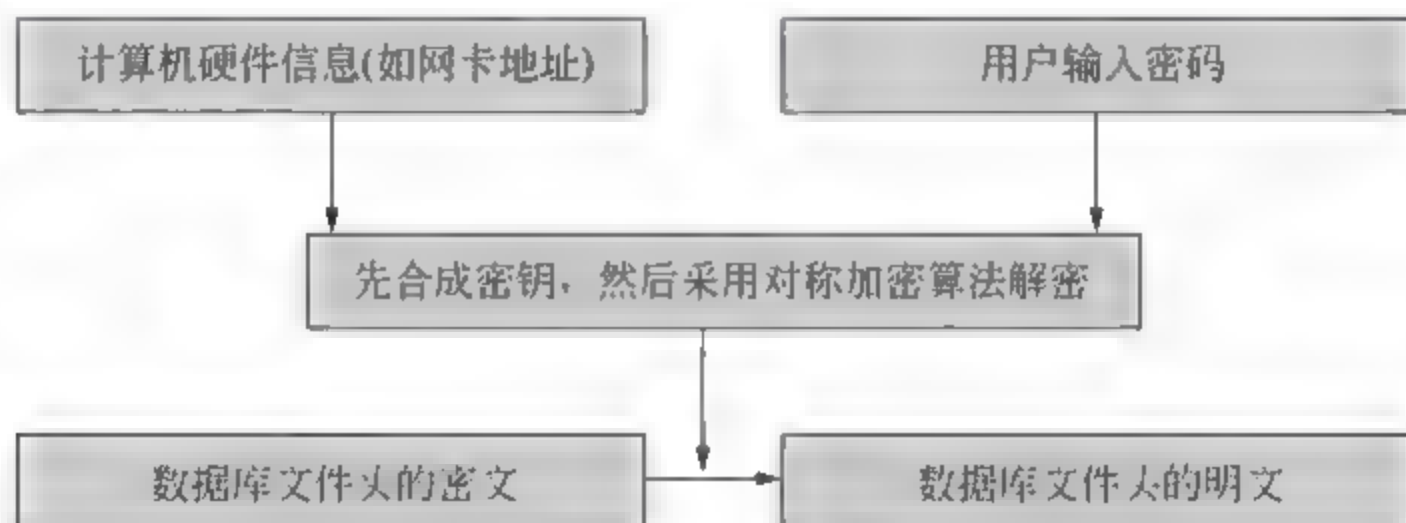 计算机硬件信息(如网卡地址)
用户输入密码
先合成密钥，然后采用对称加密算法解密
数据库文件头的密文
数据库文件头的明文